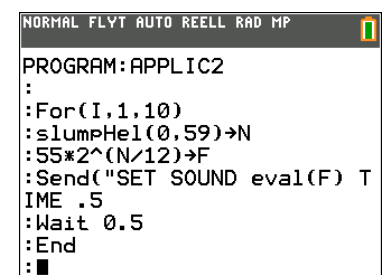 NORMAL FLYT AUTO REELL RAD MP
PROGRAM:APPLIC2
:
:For(I,1,10)
:slumpHel(0,59)→N
:55*2^(N/12)→F
:Send("SET SOUND eval(F) T
IME .5
:Wait 0.5
:End
: